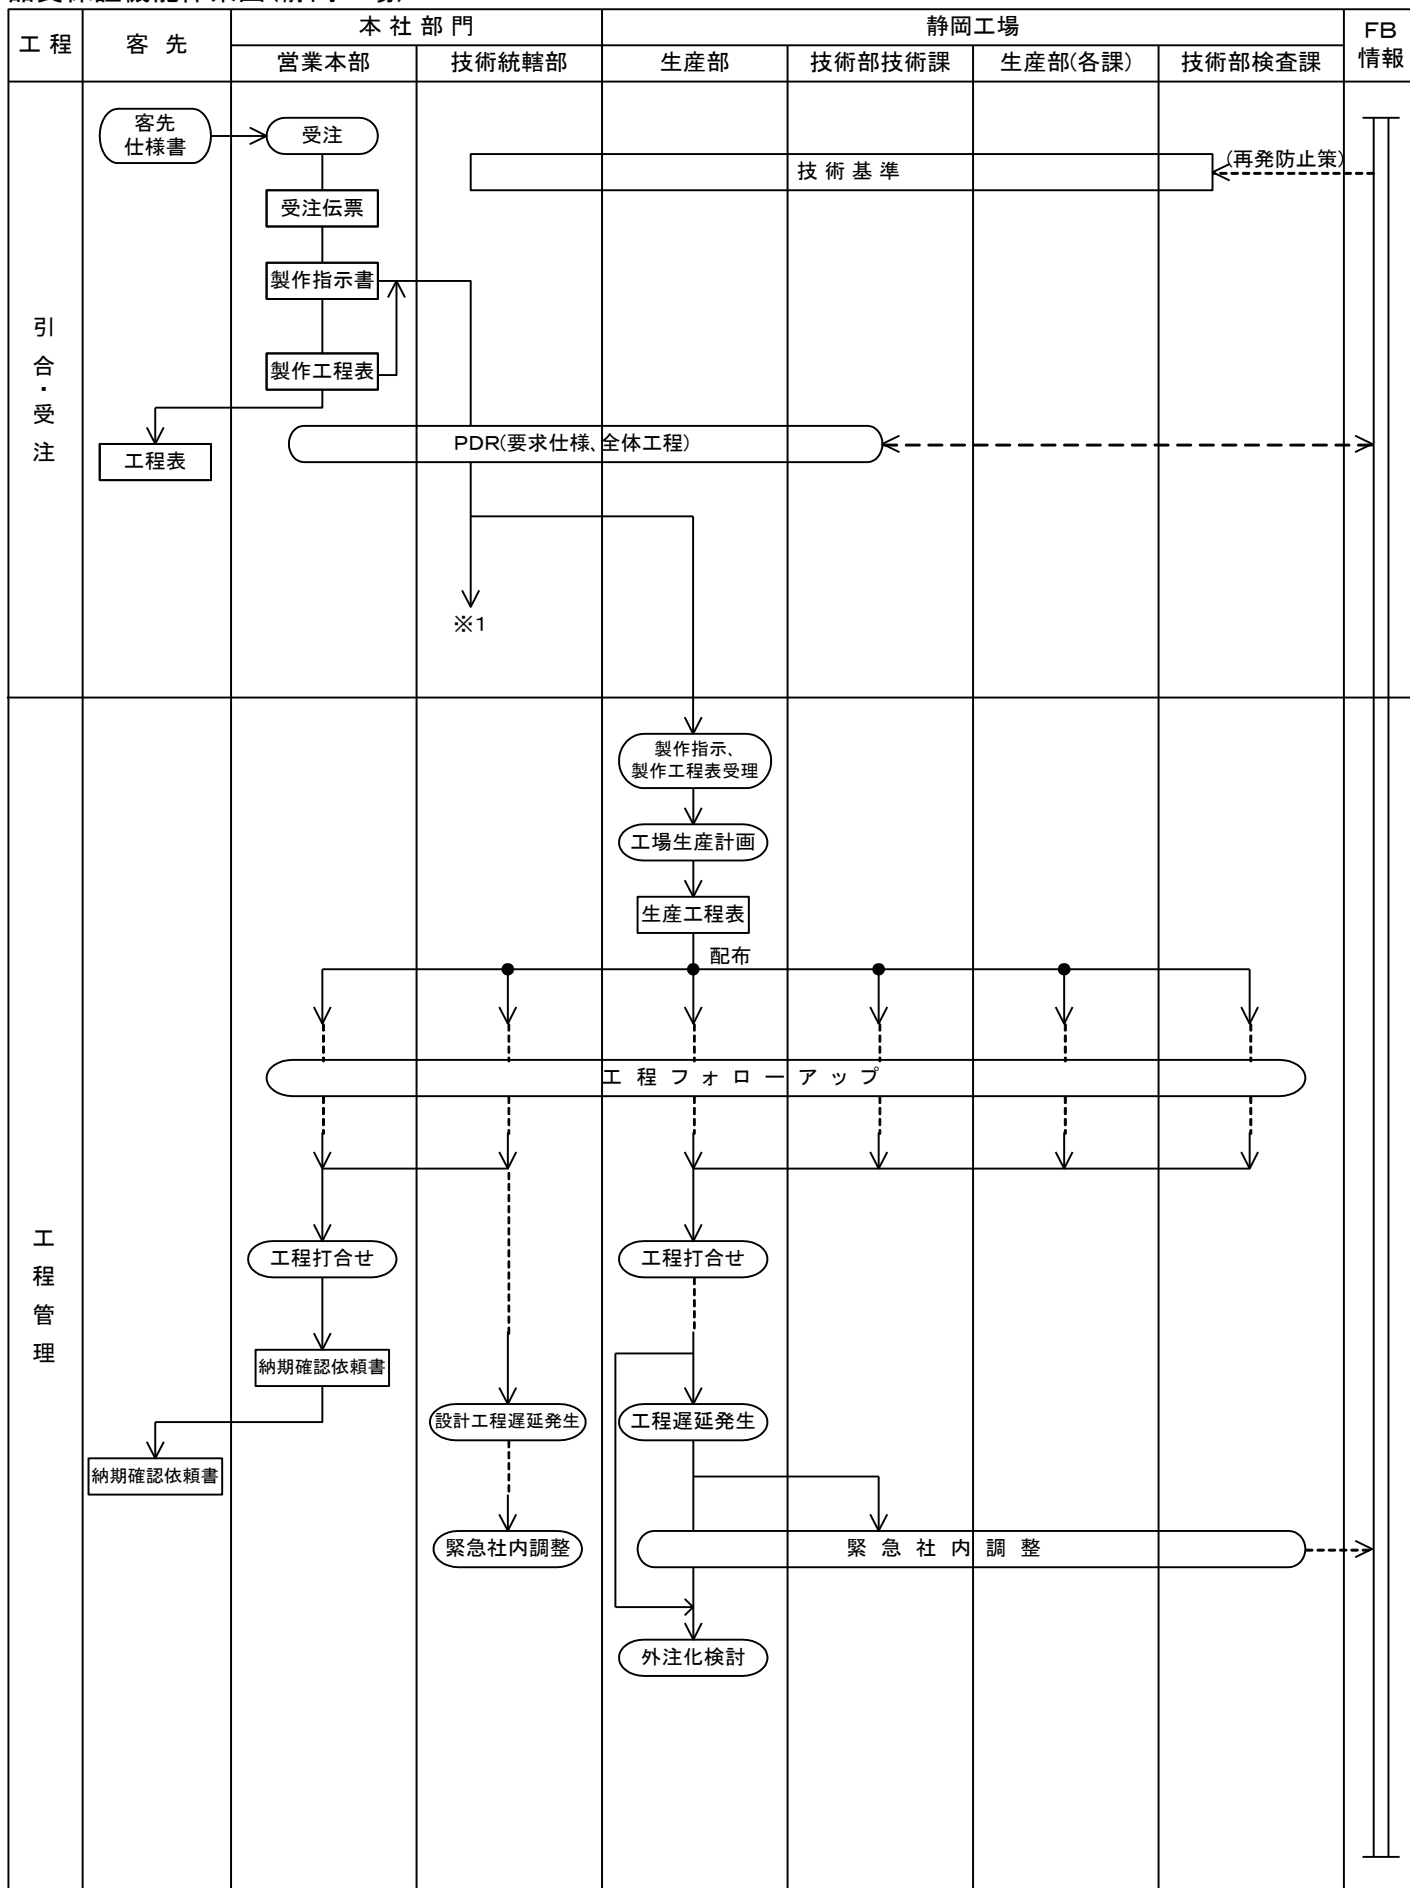 工 程
客 先
本 社 部 門
静岡工場
FB
情報
営業本部
技術統轄部
生産部
技術部技術課
生産部(各課)
技術部検査課
引合・受注
客先
仕様書
受注
技 術 基 準
(再発防止策)
受注伝票
製作指示書
製作工程表
工程表
PDR(要求仕様、全体工程)
※1
工程管理
製作指示、
製作工程表受理
工場生産計画
生産工程表
配布
工 程 フ ォ ロ ー ア ッ プ
工程打合せ
工程打合せ
納期確認依頼書
設計工程遅延発生
工程遅延発生
納期確認依頼書
緊急社内調整
緊 急 社 内 調 整
外注化検討